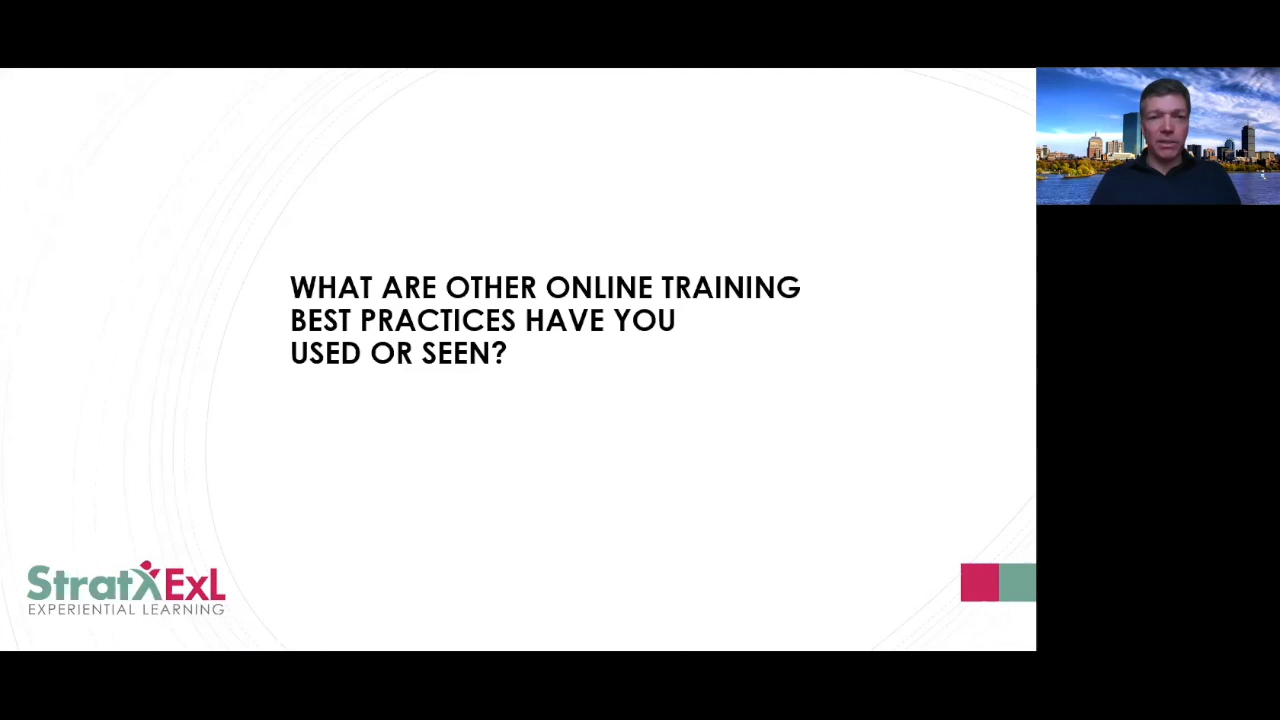 WHAT ARE OTHER ONLINE TRAINING
BEST PRACTICES HAVE YOU
USED OR SEEN?
StratXExL
EXPERIENTIAL LEARNING